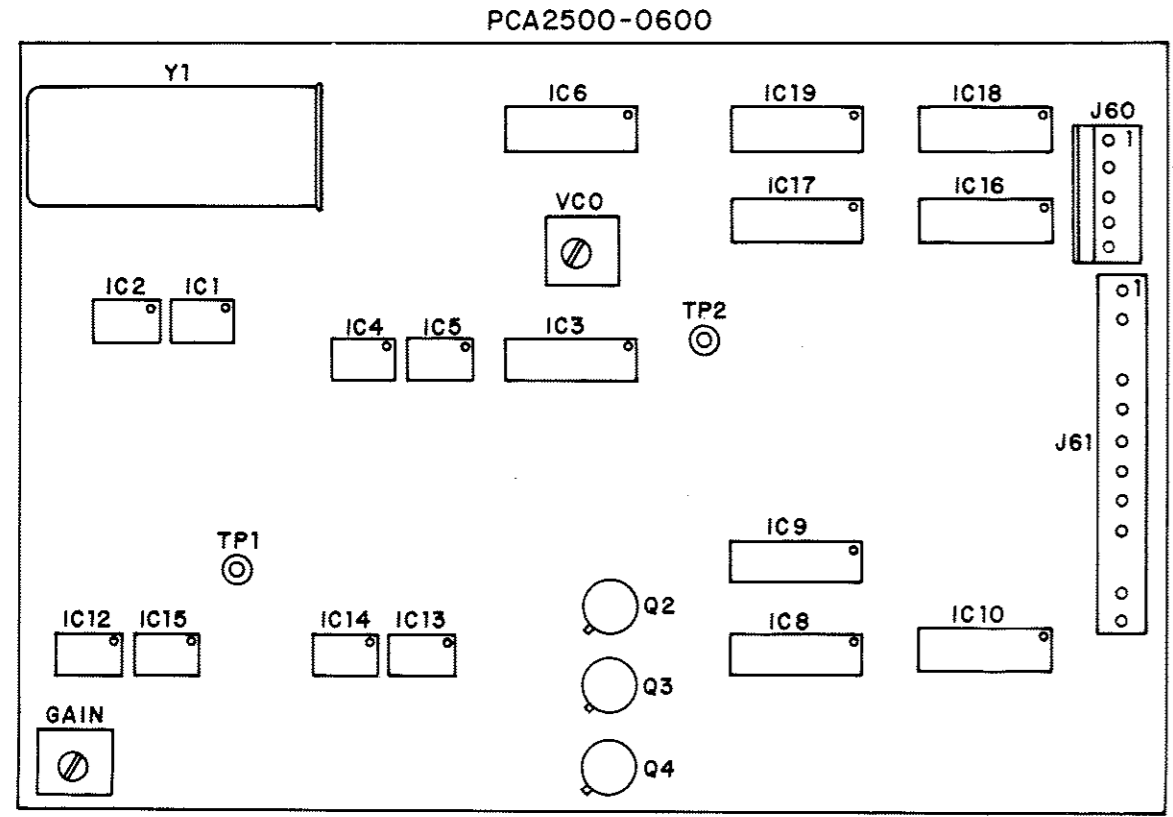 PCA2500-0600
Y1
IC6
IC19
IC18
J60
1
IC17
IC16
VCO
IC2
IC1
1
TP2
IC4
IC5
IC3
J61
IC9
TP1
Q2
IC12
IC15
IC14
IC13
IC8
IC10
Q3
GAIN
Q4